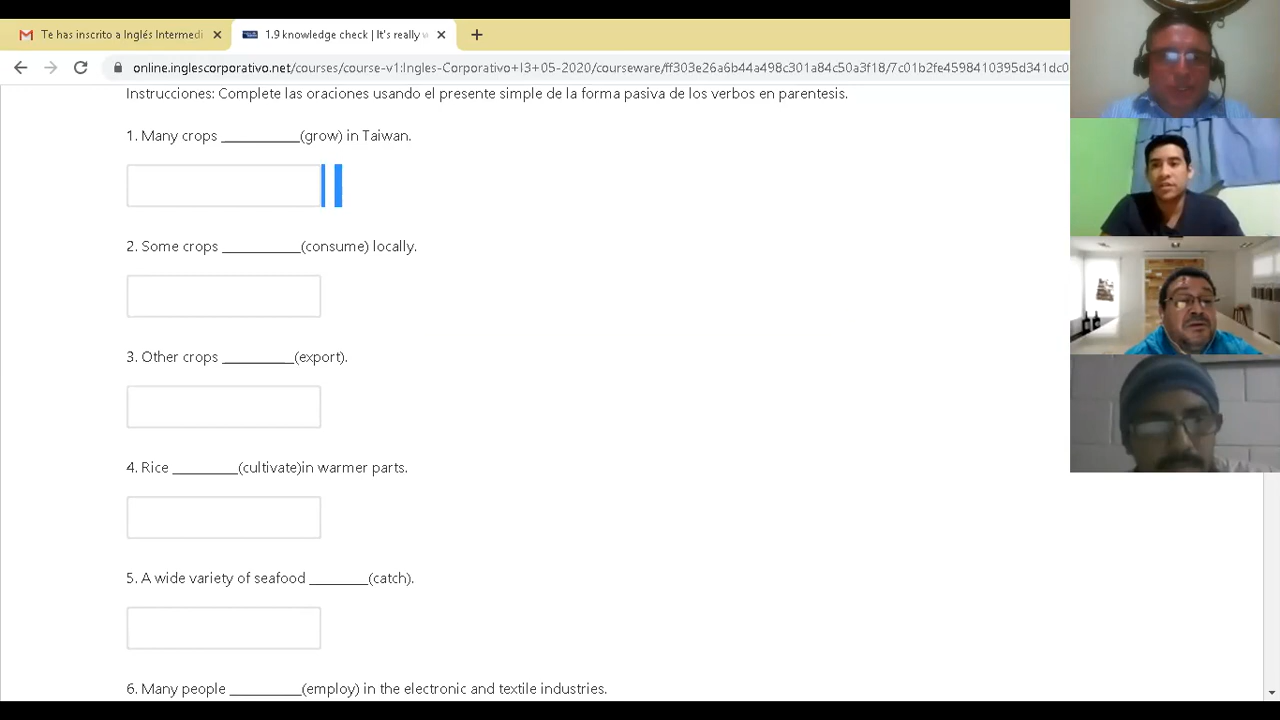 Te has inscrito a Inglés Intermedi
1.9 knowledge check | It's really w
online.inglescorporativo.net/courses/course-v1:Ingles-Corporativo+I3+05-2020/courseware/ff303e26a6b44a498c301a84c50a3f18/7c01b2fe4598410395d341dc0
Instrucciones: Complete las oraciones usando el presente simple de la forma pasiva de los verbos en parentesis.
1. Many crops __________(grow) in Taiwan.
2. Some crops __________(consume) locally.
3. Other crops _________(export).
4. Rice ________(cultivate)in warmer parts.
5. A wide variety of seafood _______(catch).
6. Many people _________(employ) in the electronic and textile industries.